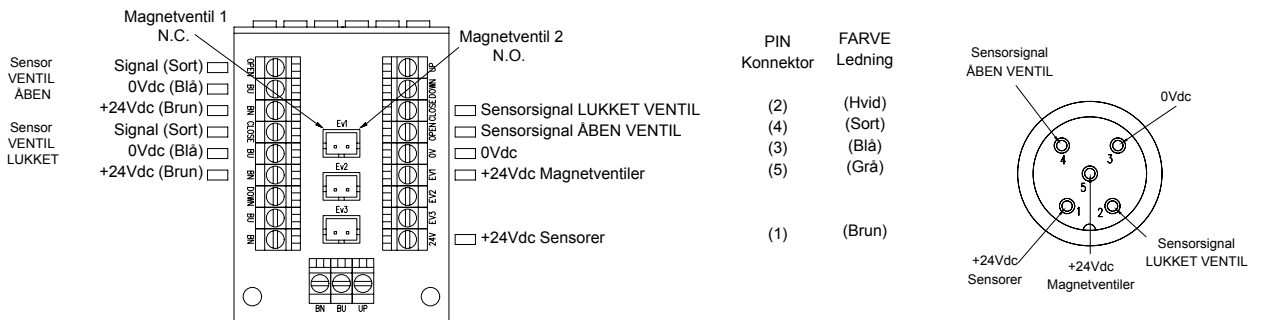 Magnetventil 1
N.C.
Magnetventil 2
N.O.
Sensor
VENTIL
ÅBEN
Signal (Sort)
0Vdc (Blå)
+24Vdc (Brun)
Sensor
VENTIL
LUKKET
Signal (Sort)
0Vdc (Blå)
+24Vdc (Brun)
OPEN
BU
BN
CLOSE
BU
BN
DOWN
BU
BN
Ev1
Ev2
Ev3
UP
DOWN
CLOSE
OPEN
0V
EV1
EV2
EV3
24V
BN BU UP
Sensorsignal LUKKET VENTIL
Sensorsignal ÅBEN VENTIL
0Vdc
+24Vdc Magnetventiler
+24Vdc Sensorer
PIN
Konnektor
FARVE
Ledning
(2) (Hvid)
(4) (Sort)
(3) (Blå)
(5) (Grå)
(1) (Brun)
Sensorsignal
ÅBEN VENTIL
0Vdc
4
3
5
1
2
+24Vdc
Sensorer
+24Vdc
Magnetventiler
Sensorsignal
LUKKET VENTIL